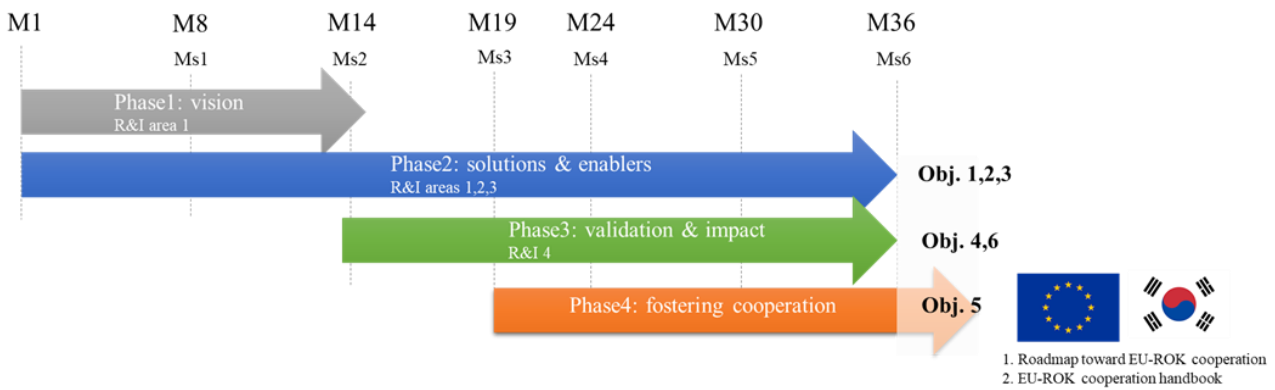 M1 M8 M14 M19 M24 M30 M36
Ms1 Ms2 Ms3 Ms4 Ms5 Ms6
Phase1: vision
R&I area 1
Phase2: solutions & enablers
R&I areas 1,2,3
Obj. 1,2,3
Phase3: validation & impact
R&I 4
Obj. 4,6
Phase4: fostering cooperation
Obj. 5
1. Roadmap toward EU-ROK cooperation
2. EU-ROK cooperation handbook